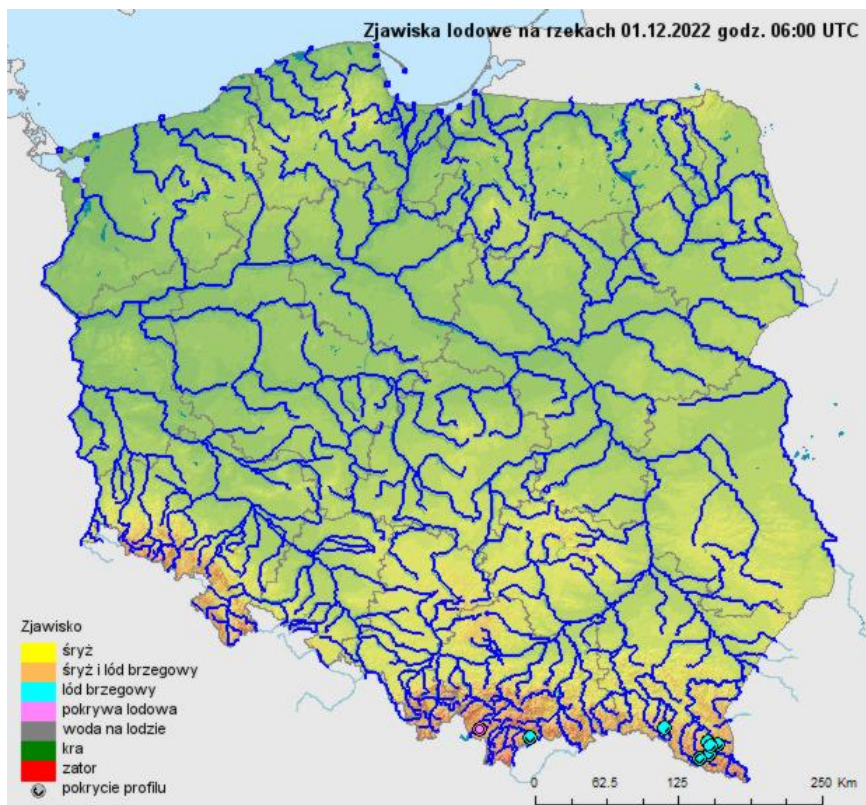 Zjawiska lodowe na rzekach 01.12.2022 godz. 06:00 UTC
Zjawisko
śryż
śryż i lód brzegowy
lód brzegowy
pokrywa lodowa
woda na lodzie
kra
zator
pokrycie profilu
0 62.5 125 250 Km